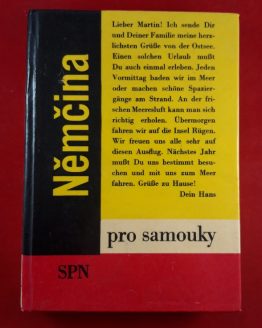 Němčina
Lieber Martin! Ich sende Dir
und Deiner Familie meine herz-
lichsten Grüße von der Ostsee.
Einen solchen Urlaub mußt
Du auch einmal erleben. Jeden
Vormittag baden wir im Meer
oder machen schöne Spazier-
gänge am Strand. An der fri-
schen Meeresluft kann man sich
richtig erholen. Übermorgen
fahren wir auf die Insel Rügen.
Wir freuen uns alle sehr auf
diesen Ausflug. Nächstes Jahr
mußt Du uns bestimmt besu-
chen und mit uns zum Meer
fahren. Grüße zu Hause!
Dein Hans
pro samouky
SPN